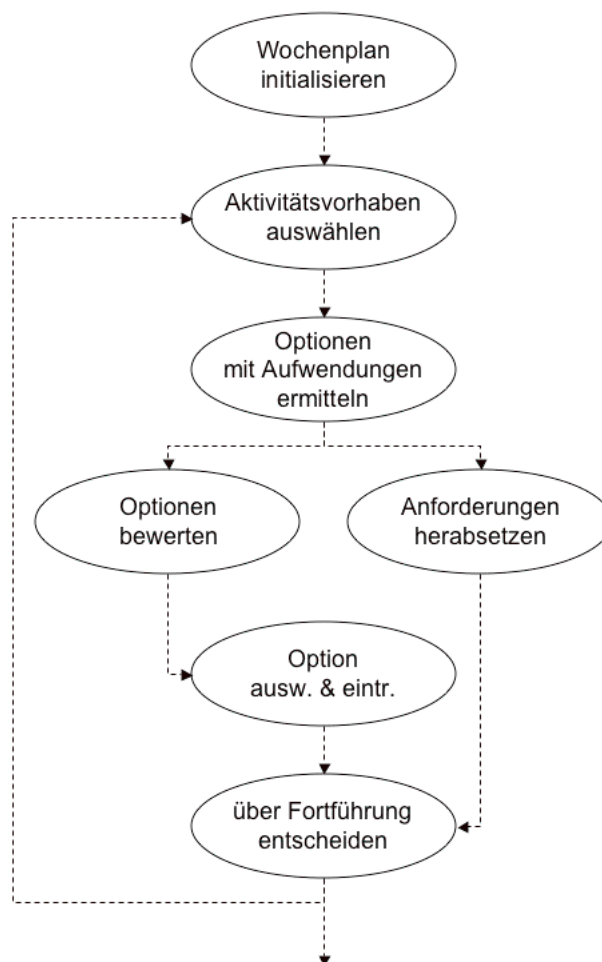 Wochenplan
initialisieren
Aktivitätsvorhaben
auswählen
Optionen
mit Aufwendungen
ermitteln
Optionen
bewerten
Anforderungen
herabsetzen
Option
ausw. & eintr.
über Fortführung
entscheiden